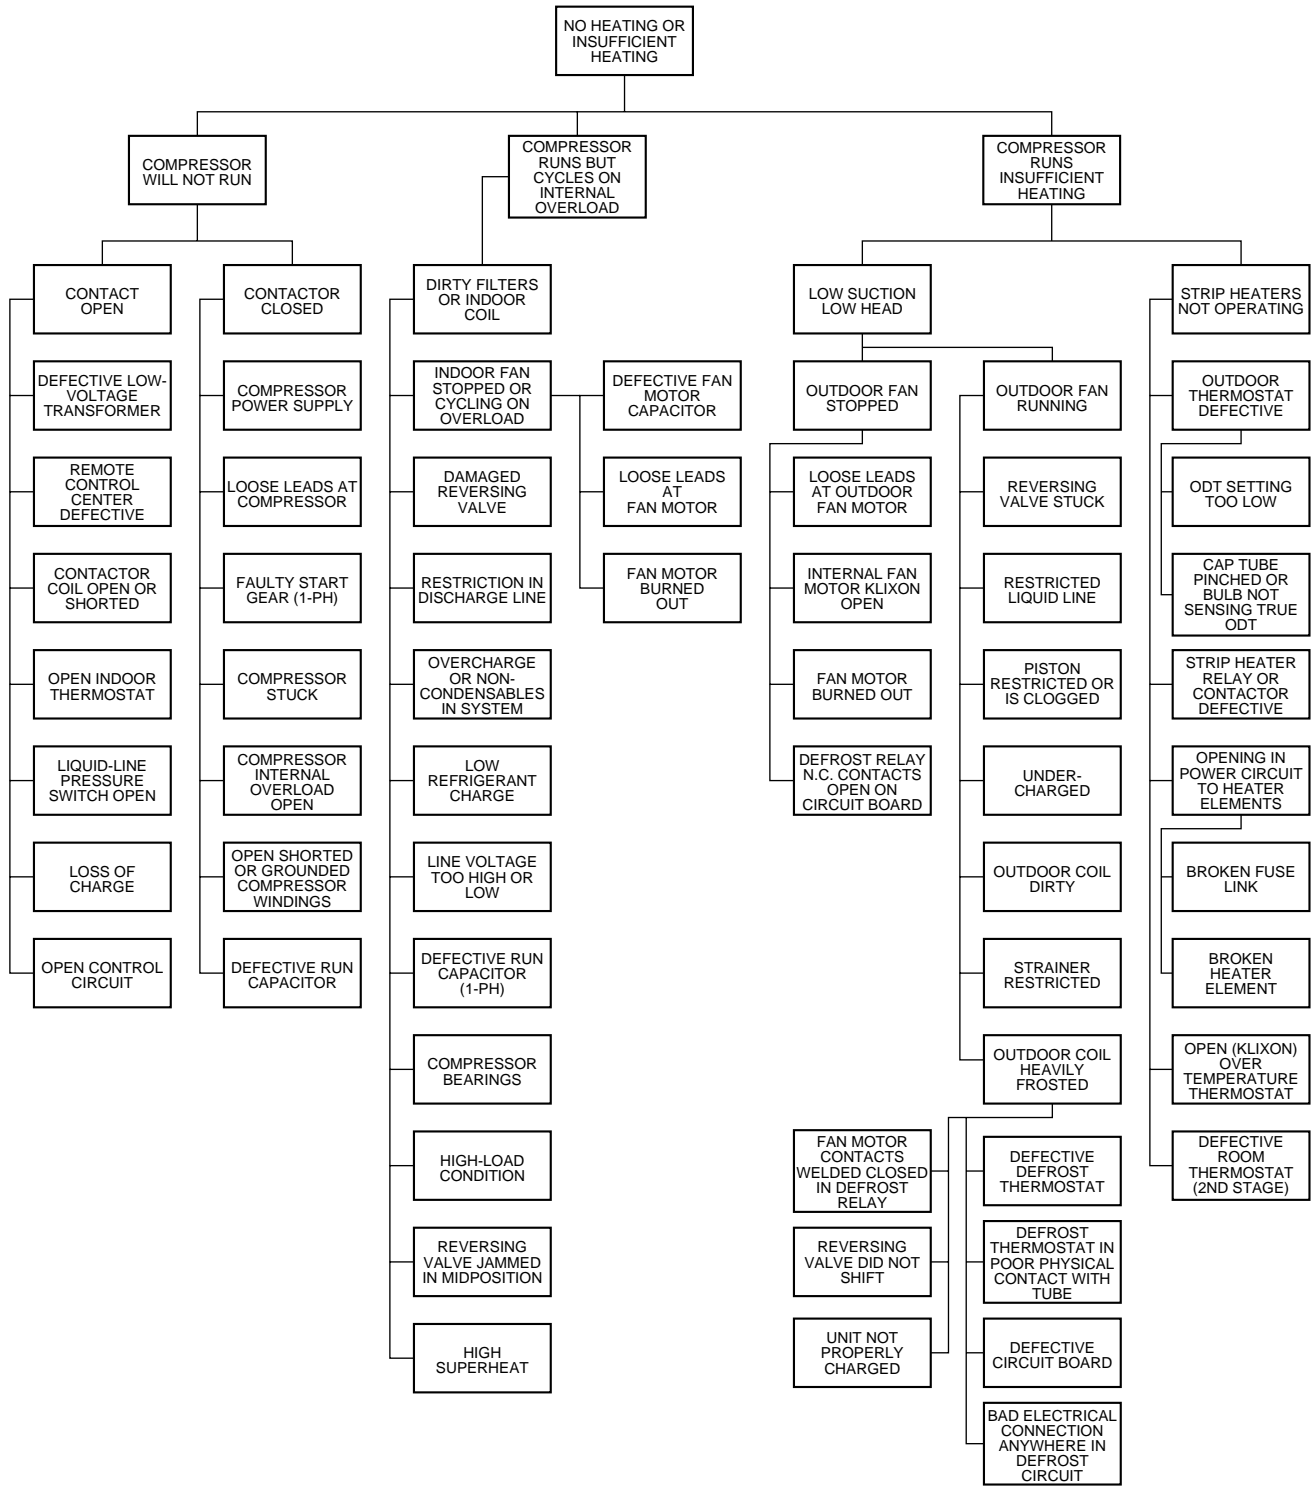 NO HEATING OR
INSUFFICIENT
HEATING
COMPRESSOR
WILL NOT RUN
COMPRESSOR
RUNS BUT
CYCLES ON
INTERNAL
OVERLOAD
COMPRESSOR
RUNS
INSUFFICIENT
HEATING
CONTACT
OPEN
DEFECTIVE LOW-
VOLTAGE
TRANSFORMER
REMOTE
CONTROL
CENTER
DEFECTIVE
CONTACTOR
COIL OPEN OR
SHORTED
OPEN INDOOR
THERMOSTAT
LIQUID-LINE
PRESSURE
SWITCH OPEN
LOSS OF
CHARGE
OPEN CONTROL
CIRCUIT
CONTACTOR
CLOSED
COMPRESSOR
POWER SUPPLY
LOOSE LEADS AT
COMPRESSOR
FAULTY START
GEAR (1-PH)
COMPRESSOR
STUCK
COMPRESSOR
INTERNAL
OVERLOAD
OPEN
OPEN SHORTED
OR GROUNDED
COMPRESSOR
WINDINGS
DEFECTIVE RUN
CAPACITOR
DIRTY FILTERS
OR INDOOR
COIL
INDOOR FAN
STOPPED OR
CYCLING ON
OVERLOAD
DEFECTIVE FAN
MOTOR
CAPACITOR
LOOSE LEADS
AT
FAN MOTOR
FAN MOTOR
BURNED
OUT
DAMAGED
REVERSING
VALVE
RESTRICTION IN
DISCHARGE LINE
OVERCHARGE
OR NON-
CONDENSABLES
IN SYSTEM
LOW
REFRIGERANT
CHARGE
LINE VOLTAGE
TOO HIGH OR
LOW
DEFECTIVE RUN
CAPACITOR
(1-PH)
COMPRESSOR
BEARINGS
HIGH-LOAD
CONDITION
REVERSING
VALVE JAMMED
IN MIDPOSITION
HIGH
SUPERHEAT
LOW SUCTION
LOW HEAD
OUTDOOR FAN
STOPPED
LOOSE LEADS
AT OUTDOOR
FAN MOTOR
INTERNAL FAN
MOTOR KLIXON
OPEN
FAN MOTOR
BURNED OUT
DEFROST RELAY
N.C. CONTACTS
OPEN ON
CIRCUIT BOARD
OUTDOOR FAN
RUNNING
REVERSING
VALVE STUCK
RESTRICTED
LIQUID LINE
PISTON
RESTRICTED OR
IS CLOGGED
UNDER-
CHARGED
OUTDOOR COIL
DIRTY
STRAINER
RESTRICTED
OUTDOOR COIL
HEAVILY
FROSTED
FAN MOTOR
CONTACTS
WELDED CLOSED
IN DEFROST
RELAY
REVERSING
VALVE DID NOT
SHIFT
UNIT NOT
PROPERLY
CHARGED
DEFECTIVE
DEFROST
THERMOSTAT
DEFROST
THERMOSTAT IN
POOR PHYSICAL
CONTACT WITH
TUBE
DEFECTIVE
CIRCUIT BOARD
BAD ELECTRICAL
CONNECTION
ANYWHERE IN
DEFROST
CIRCUIT
STRIP HEATERS
NOT OPERATING
OUTDOOR
THERMOSTAT
DEFECTIVE
ODT SETTING
TOO LOW
CAP TUBE
PINCHED OR
BULB NOT
SENSING TRUE
ODT
STRIP HEATER
RELAY OR
CONTACTOR
DEFECTIVE
OPENING IN
POWER CIRCUIT
TO HEATER
ELEMENTS
BROKEN FUSE
LINK
BROKEN
HEATER
ELEMENT
OPEN (KLIXON)
OVER
TEMPERATURE
THERMOSTAT
DEFECTIVE
ROOM
THERMOSTAT
(2ND STAGE)